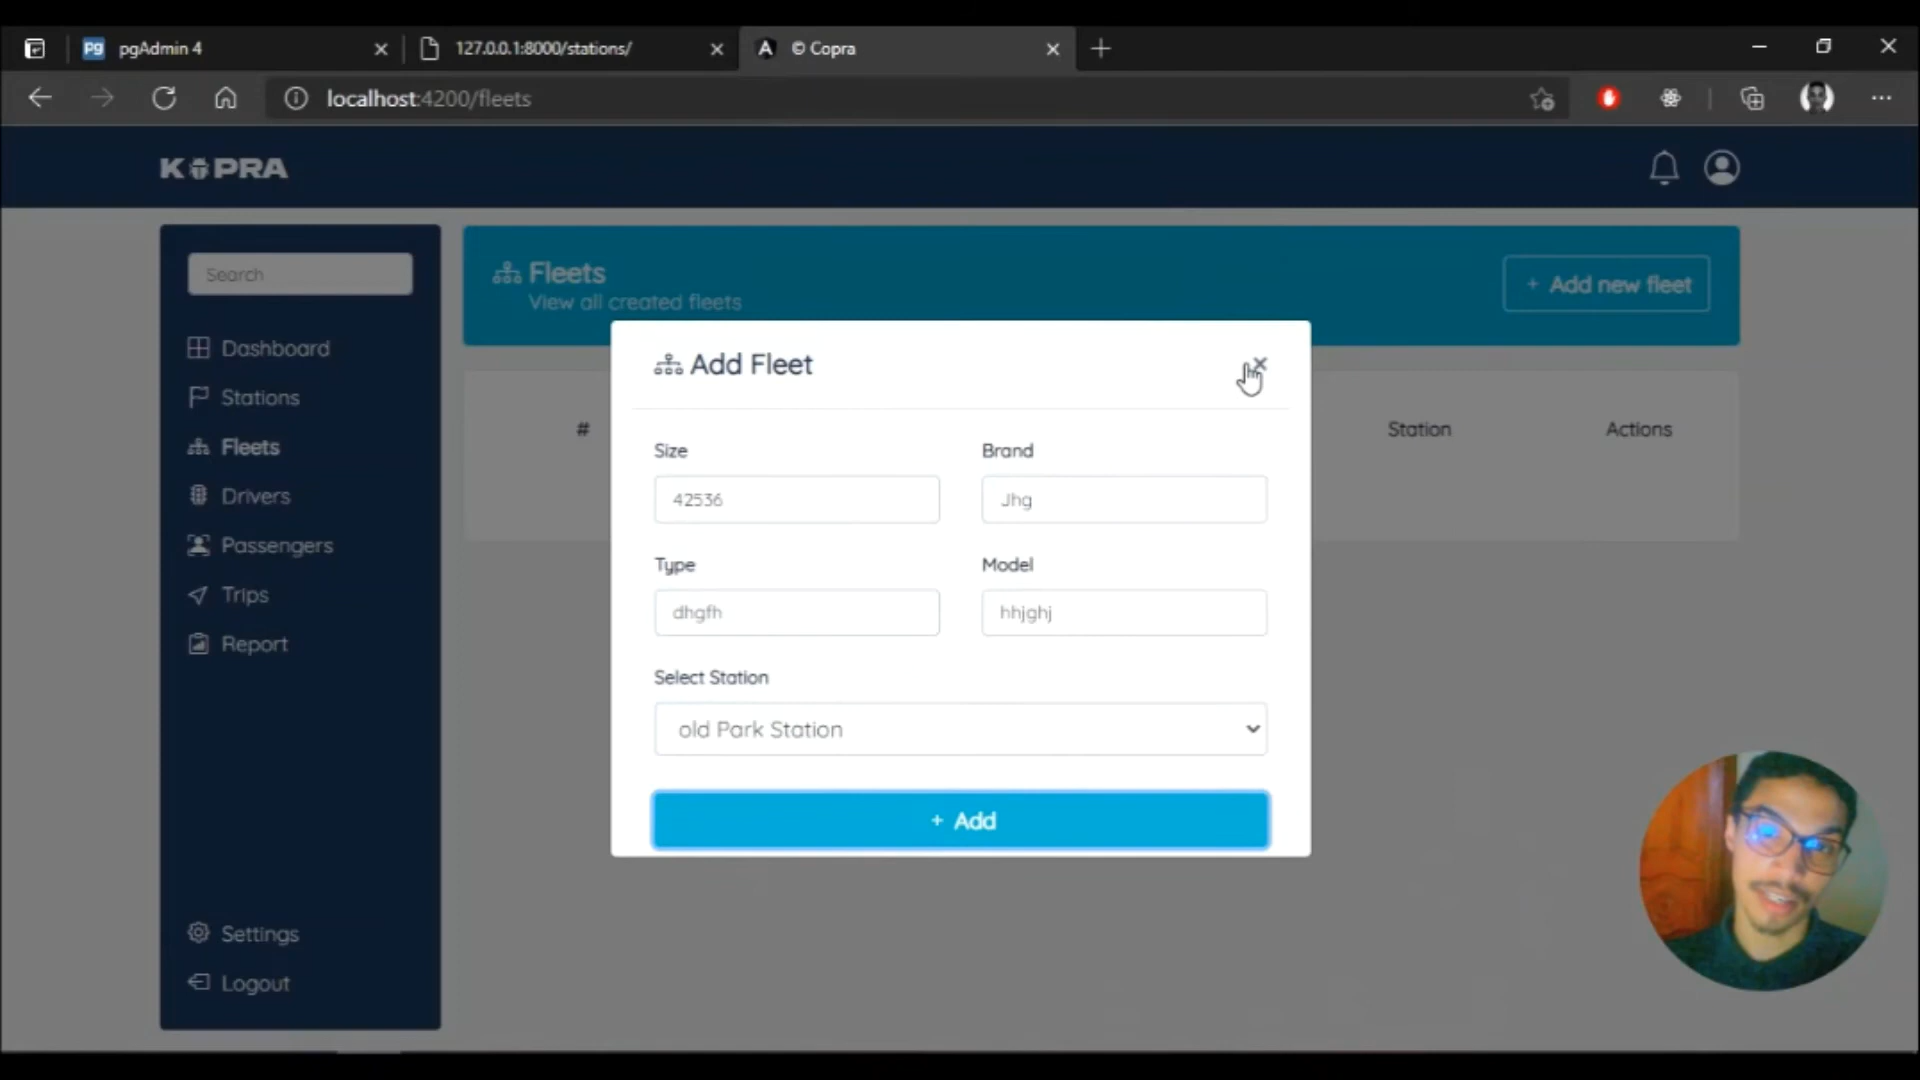 pgAdmin 4
127.0.0.1:8000/stations/
© Copra
localhost:4200/fleets
KOPRA
Search
Dashboard
Stations
Fleets
Drivers
Passengers
Trips
Report
Settings
Logout
Fleets
View all created fleets
+ Add new fleet
#
Station
Actions
Add Fleet
Size
Brand
42536
Jhg
Type
Model
dhgfh
hhjghj
Select Station
old Park Station
+ Add